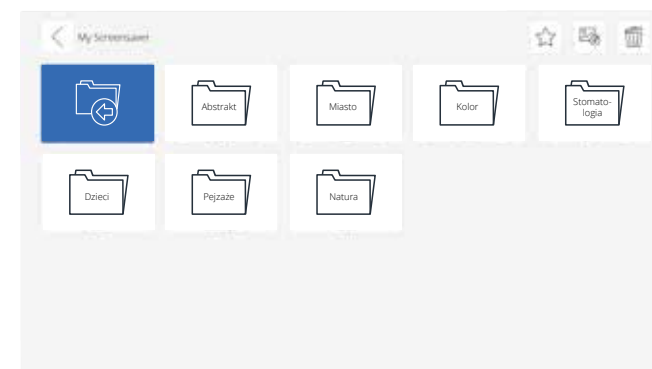 My Screensaver
Abstrakt
Miasto
Kolor
Stomato-
logia
Dzieci
Pejzaże
Natura